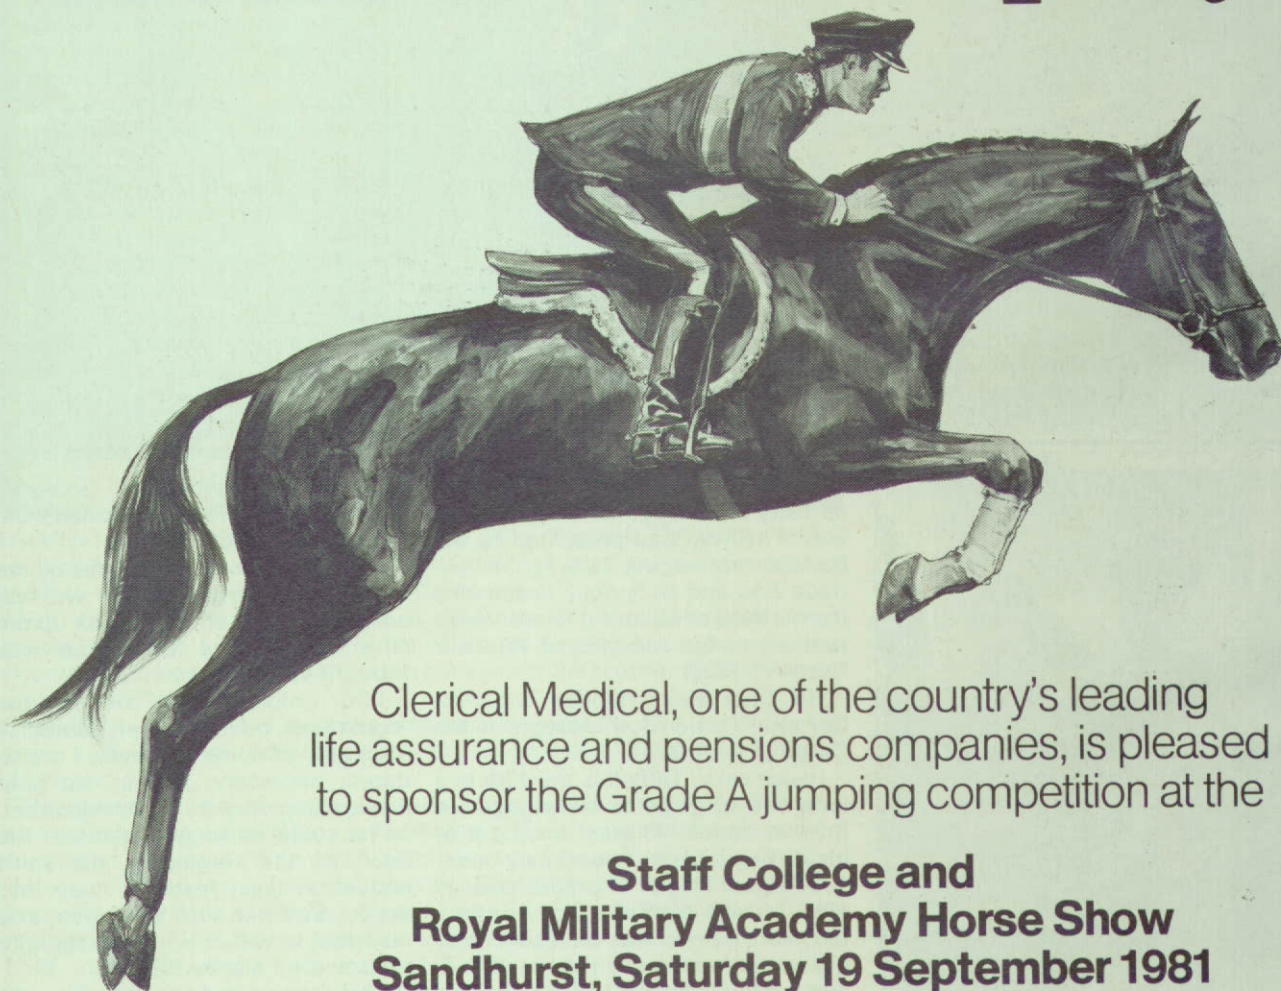 Clerical Medical, one of the country's leading
life assurance and pensions companies, is pleased
to sponsor the Grade A jumping competition at the
Staff College and
Royal Military Academy Horse Show
Sandhurst, Saturday 19 September 1981